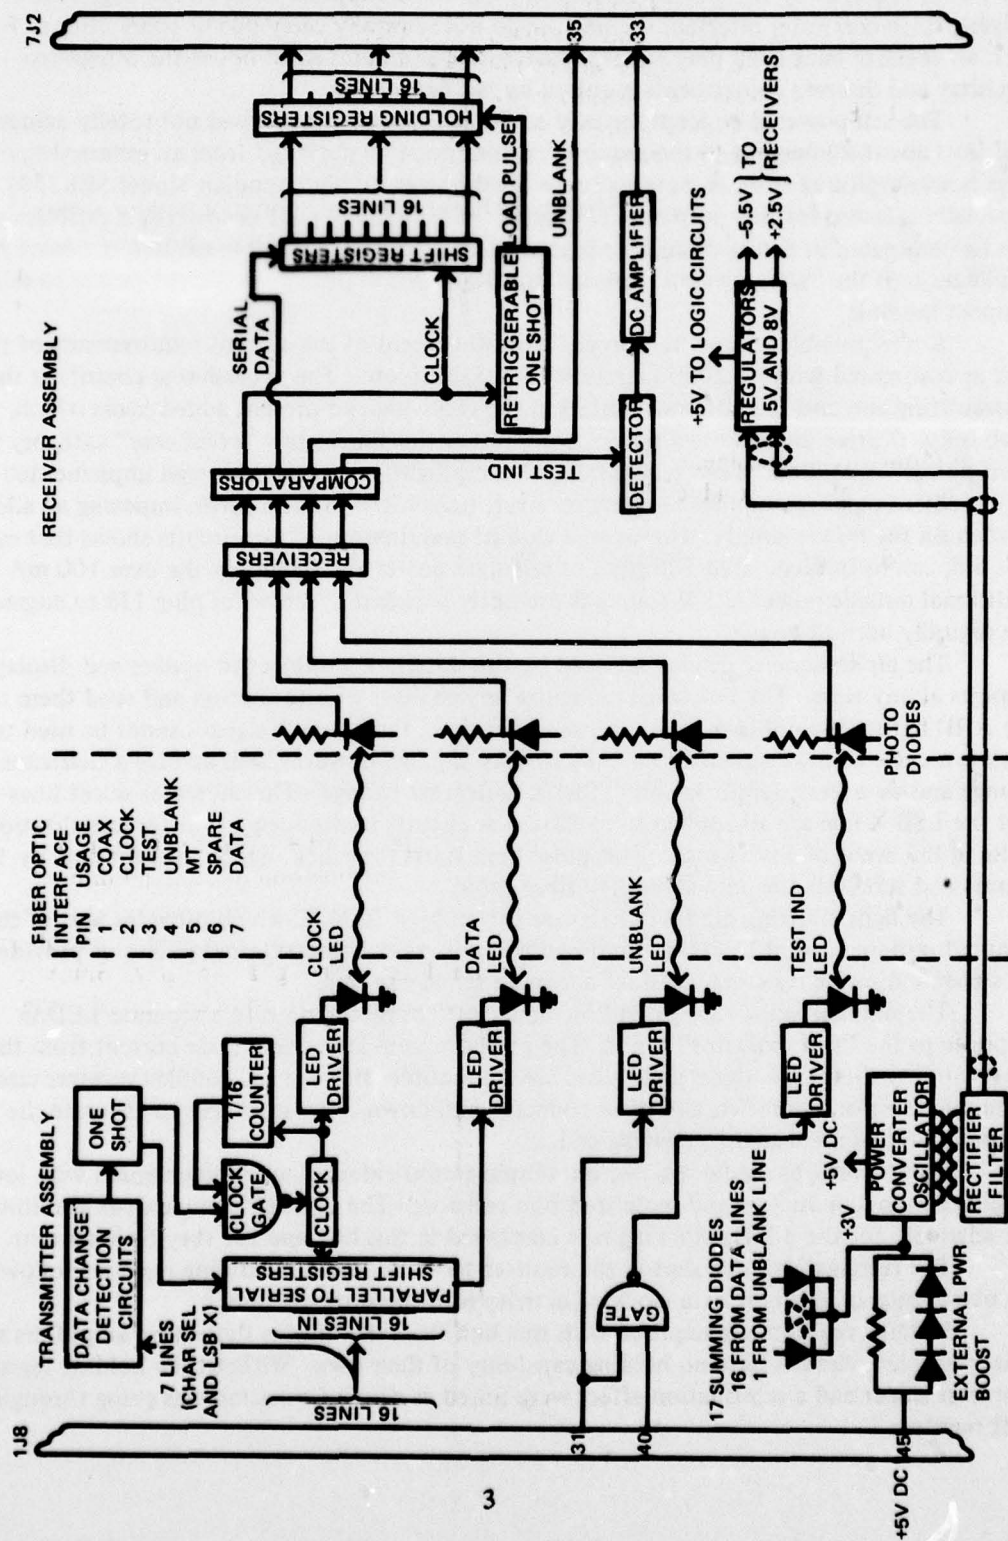 1J8
TRANSMITTER ASSEMBLY
DATA CHANGE
DETECTION
CIRCUITS
ONE
SHOT
7 LINES
(CHAR SEL
AND LSB X)
16 LINES
16 LINES IN
PARALLEL TO SERIAL
SHIFT REGISTERS
CLOCK
GATE
CLOCK
1/16
COUNTER
LED
DRIVER
LED
DRIVER
LED
DRIVER
LED
DRIVER
31
40
GATE
17 SUMMING DIODES
16 FROM DATA LINES
1 FROM UNBLANK LINE
+3V
EXTERNAL PWR
BOOST
+5V DC
45
+5V DC
POWER
CONVERTER
OSCILLATOR
RECTIFIER
FILTER
FIBER OPTIC
INTERFACE
PIN USAGE
1 COAX
2 CLOCK
3 TEST
4 UNBLANK
5 MT
6 SPARE
7 DATA
CLOCK
LED
DATA
LED
UNBLANK
LED
TEST IND
LED
PHOTO
DIODES
RECEIVER ASSEMBLY
RECEIVERS
COMPARATORS
SERIAL
DATA
CLOCK
SHIFT REGISTERS
16 LINES
HOLDING REGISTERS
16 LINES
RETRIGGERABLE
ONE SHOT
LOAD PULSE
UNBLANK
TEST IND
DETECTOR
DC AMPLIFIER
35
33
+5V TO LOGIC CIRCUITS
REGULATORS
±5V AND 8V
−5.5V
+2.5V
TO
RECEIVERS
7J2
3